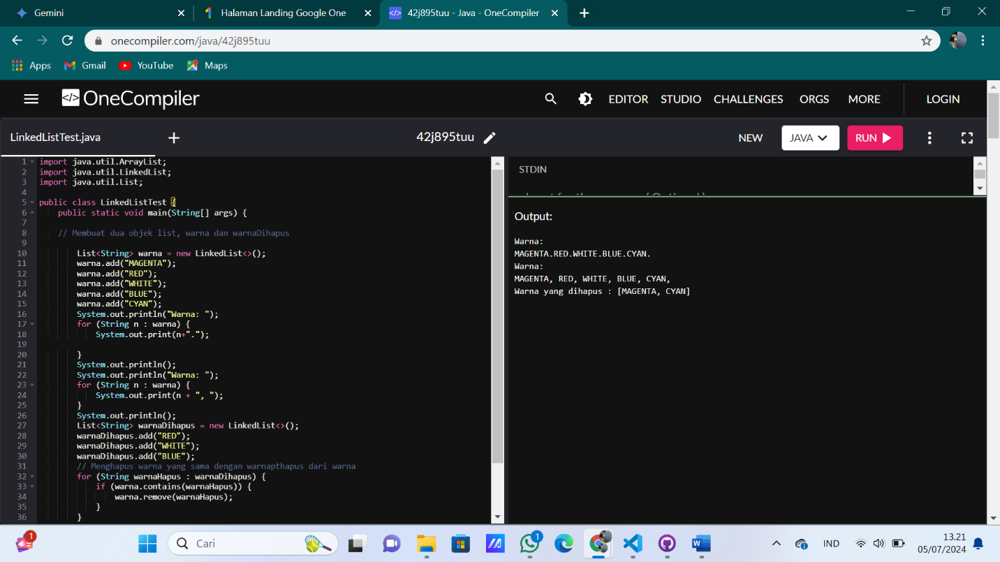 Gemini
Halaman Landing Google One
42j895tuu - Java - OneCompiler
onecompiler.com/java/42j895tuu
Apps
Gmail
YouTube
Maps
</> OneCompiler
EDITOR
STUDIO
CHALLENGES
ORGS
MORE
LOGIN
LinkedListTest.java
42j895tuu
NEW
JAVA
RUN
1 import java.util.ArrayList;
2 import java.util.LinkedList;
3 import java.util.List;
4
5 public class LinkedListTest {
6 public static void main(String[] args) {
7
8 // Membuat dua objek list, warna dan warnaDihapus
9
10 List<String> warna = new LinkedList<>();
11 warna.add("MAGENTA");
12 warna.add("RED");
13 warna.add("WHITE");
14 warna.add("BLUE");
15 warna.add("CYAN");
16 System.out.println("Warna: ");
17 for (String n : warna) {
18 System.out.print(n+".");
19
20 }
21 System.out.println();
22 System.out.println("Warna: ");
23 for (String n : warna) {
24 System.out.print(n + ", ");
25 }
26 System.out.println();
27 List<String> warnaDihapus = new LinkedList<>();
28 warnaDihapus.add("RED");
29 warnaDihapus.add("WHITE");
30 warnaDihapus.add("BLUE");
31 // Menghapus warna yang sama dengan warnapthapus dari warna
32 for (String warnaHapus : warnaDihapus) {
33 if (warna.contains(warnaHapus)) {
34 warna.remove(warnaHapus);
35 }
36 }
STDIN
Output:
Warna:
MAGENTA.RED.WHITE.BLUE.CYAN.
Warna:
MAGENTA, RED, WHITE, BLUE, CYAN,
Warna yang dihapus : [MAGENTA, CYAN]
1
Cari
1
IND
13.21
05/07/2024